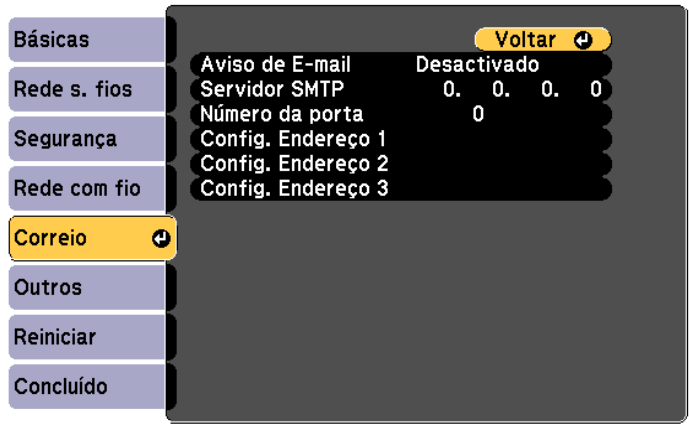 Básicas
Rede s. fios
Segurança
Rede com fio
Correio
Outros
Reiniciar
Concluído
Voltar
Aviso de E-mail Desactivado
Servidor SMTP 0. 0. 0. 0
Número da porta 0
Config. Endereço 1
Config. Endereço 2
Config. Endereço 3